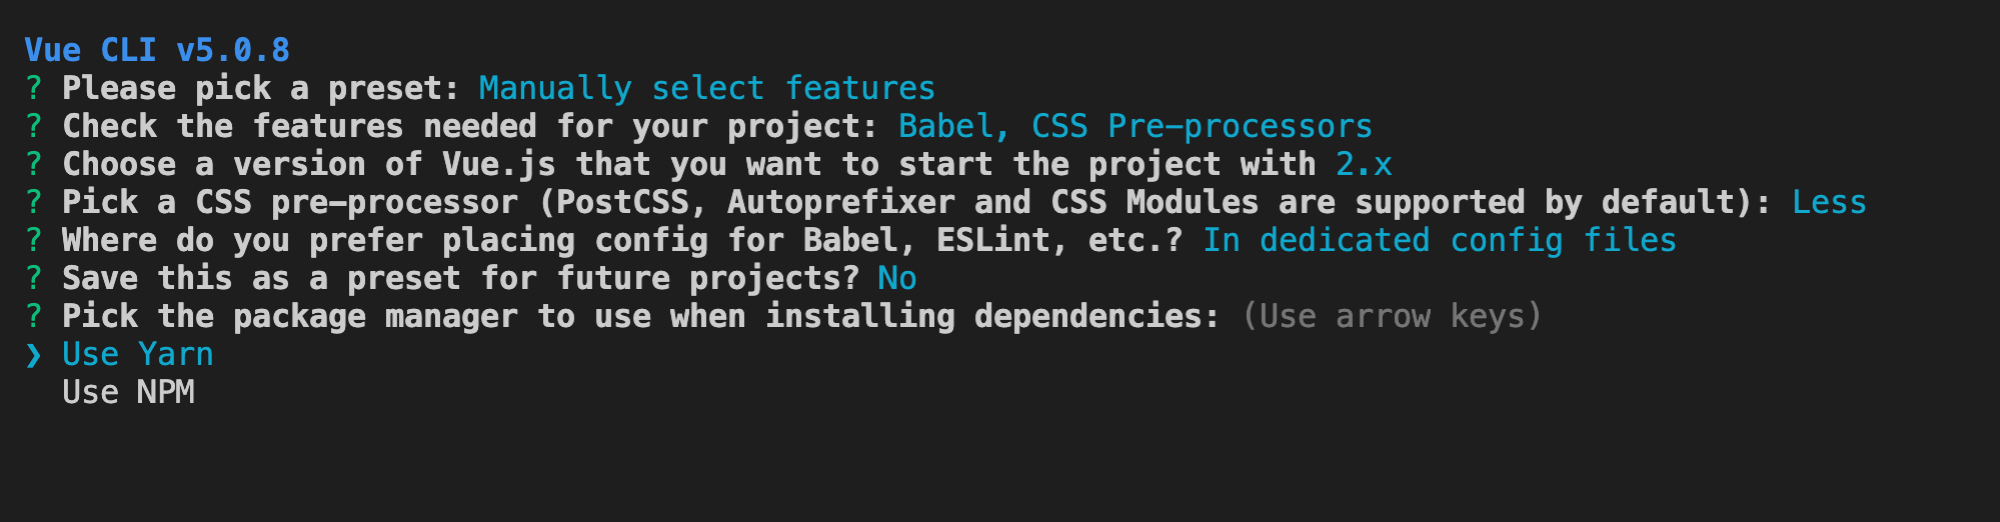 Vue CLI v5.0.8
? Please pick a preset: Manually select features
? Check the features needed for your project: Babel, CSS Pre-processors
? Choose a version of Vue.js that you want to start the project with 2.x
? Pick a CSS pre-processor (PostCSS, Autoprefixer and CSS Modules are supported by default): Less
? Where do you prefer placing config for Babel, ESLint, etc.? In dedicated config files
? Save this as a preset for future projects? No
? Pick the package manager to use when installing dependencies: (Use arrow keys)
❯ Use Yarn
  Use NPM